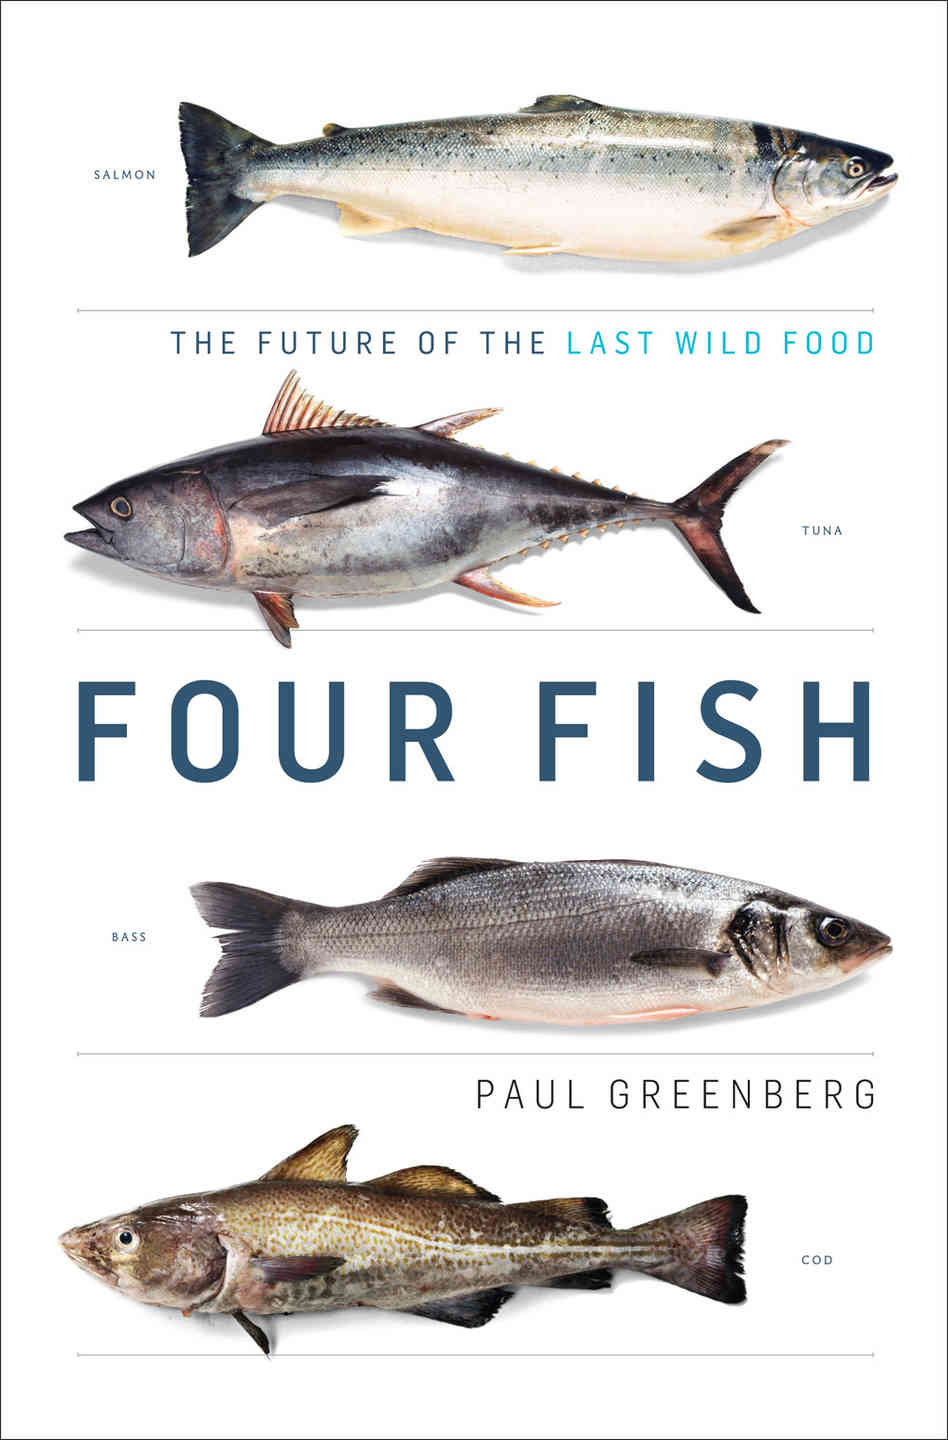 SALMON
THE FUTURE OF THE LAST WILD FOOD
TUNA
FOUR FISH
BASS
PAUL GREENBERG
COD